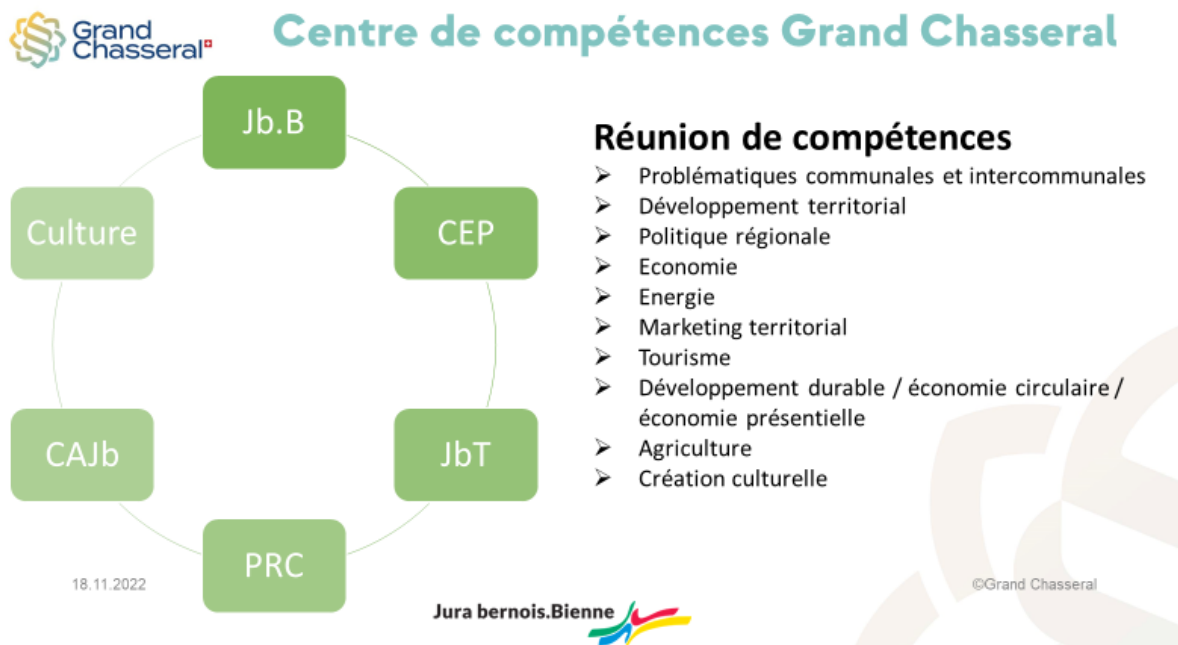 Grand
Chasseral
Centre de compétences Grand Chasseral
Jb.B
Culture
CEP
CAJb
JbT
PRC
Réunion de compétences
➢ Problématiques communales et intercommunales
➢ Développement territorial
➢ Politique régionale
➢ Economie
➢ Energie
➢ Marketing territorial
➢ Tourisme
➢ Développement durable / économie circulaire /
économie présentielle
➢ Agriculture
➢ Création culturelle
18.11.2022
©Grand Chasseral
Jura bernois.Bienne